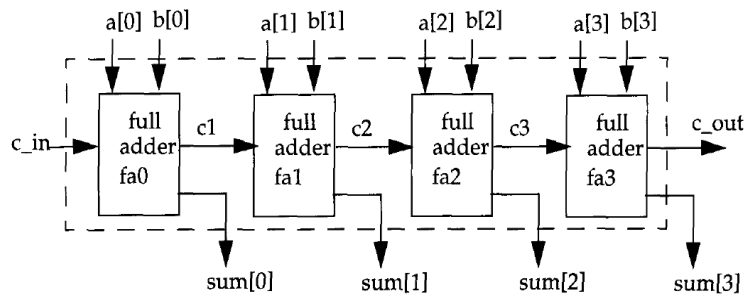 a[0] b[0] a[1] b[1] a[2] b[2] a[3] b[3]
c_in
full
adder
fa0
c1
full
adder
fa1
c2
full
adder
fa2
c3
full
adder
fa3
c_out
sum[0] sum[1] sum[2] sum[3]